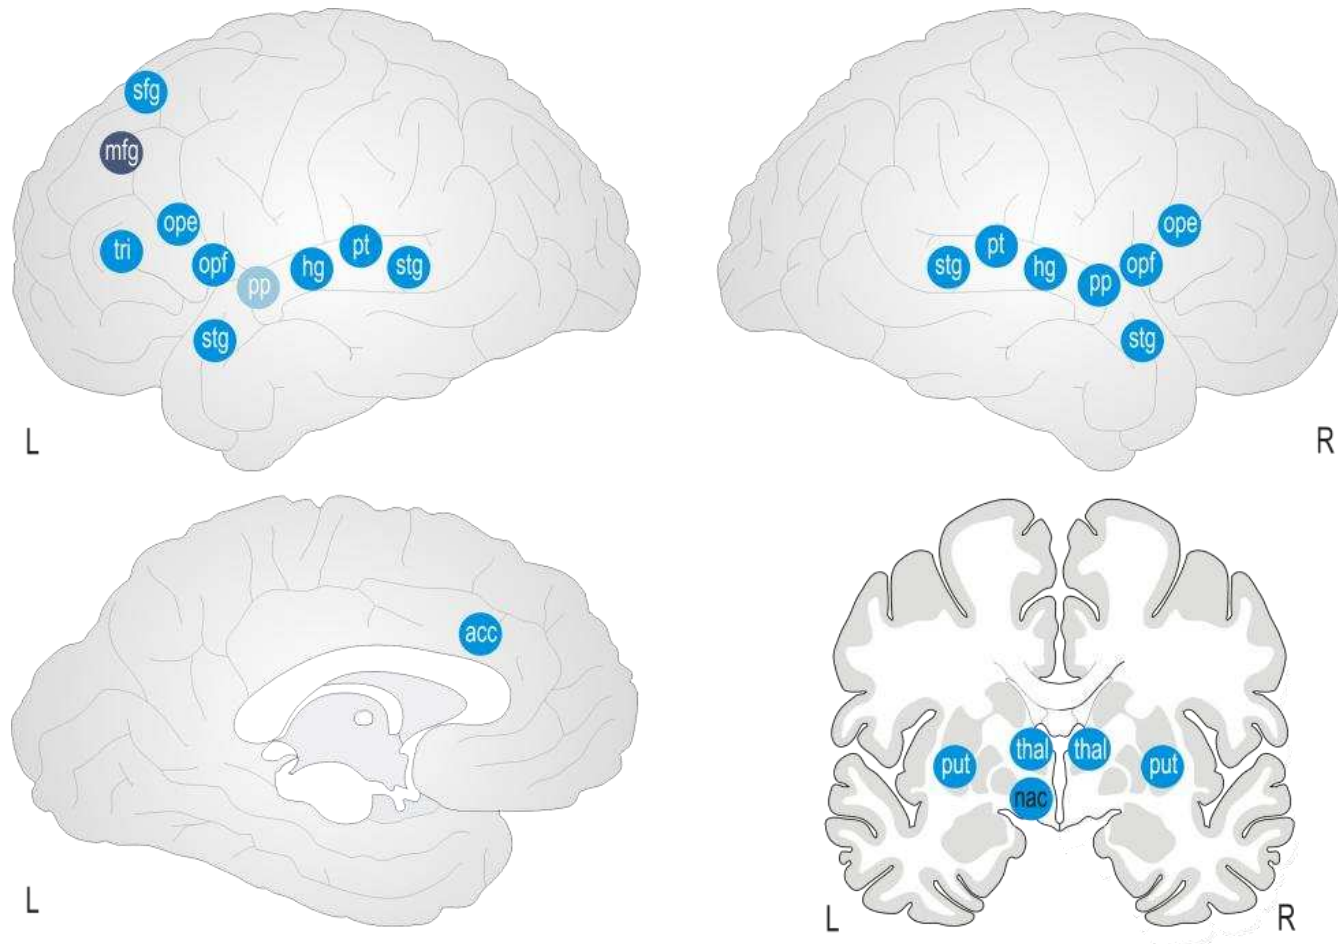 sfg
mfg
ope
tri
opf
pp
hg
pt
stg
stg
L
ope
pt
stg
hg
pp
opf
stg
R
acc
L
thal
thal
put
put
nac
L
R